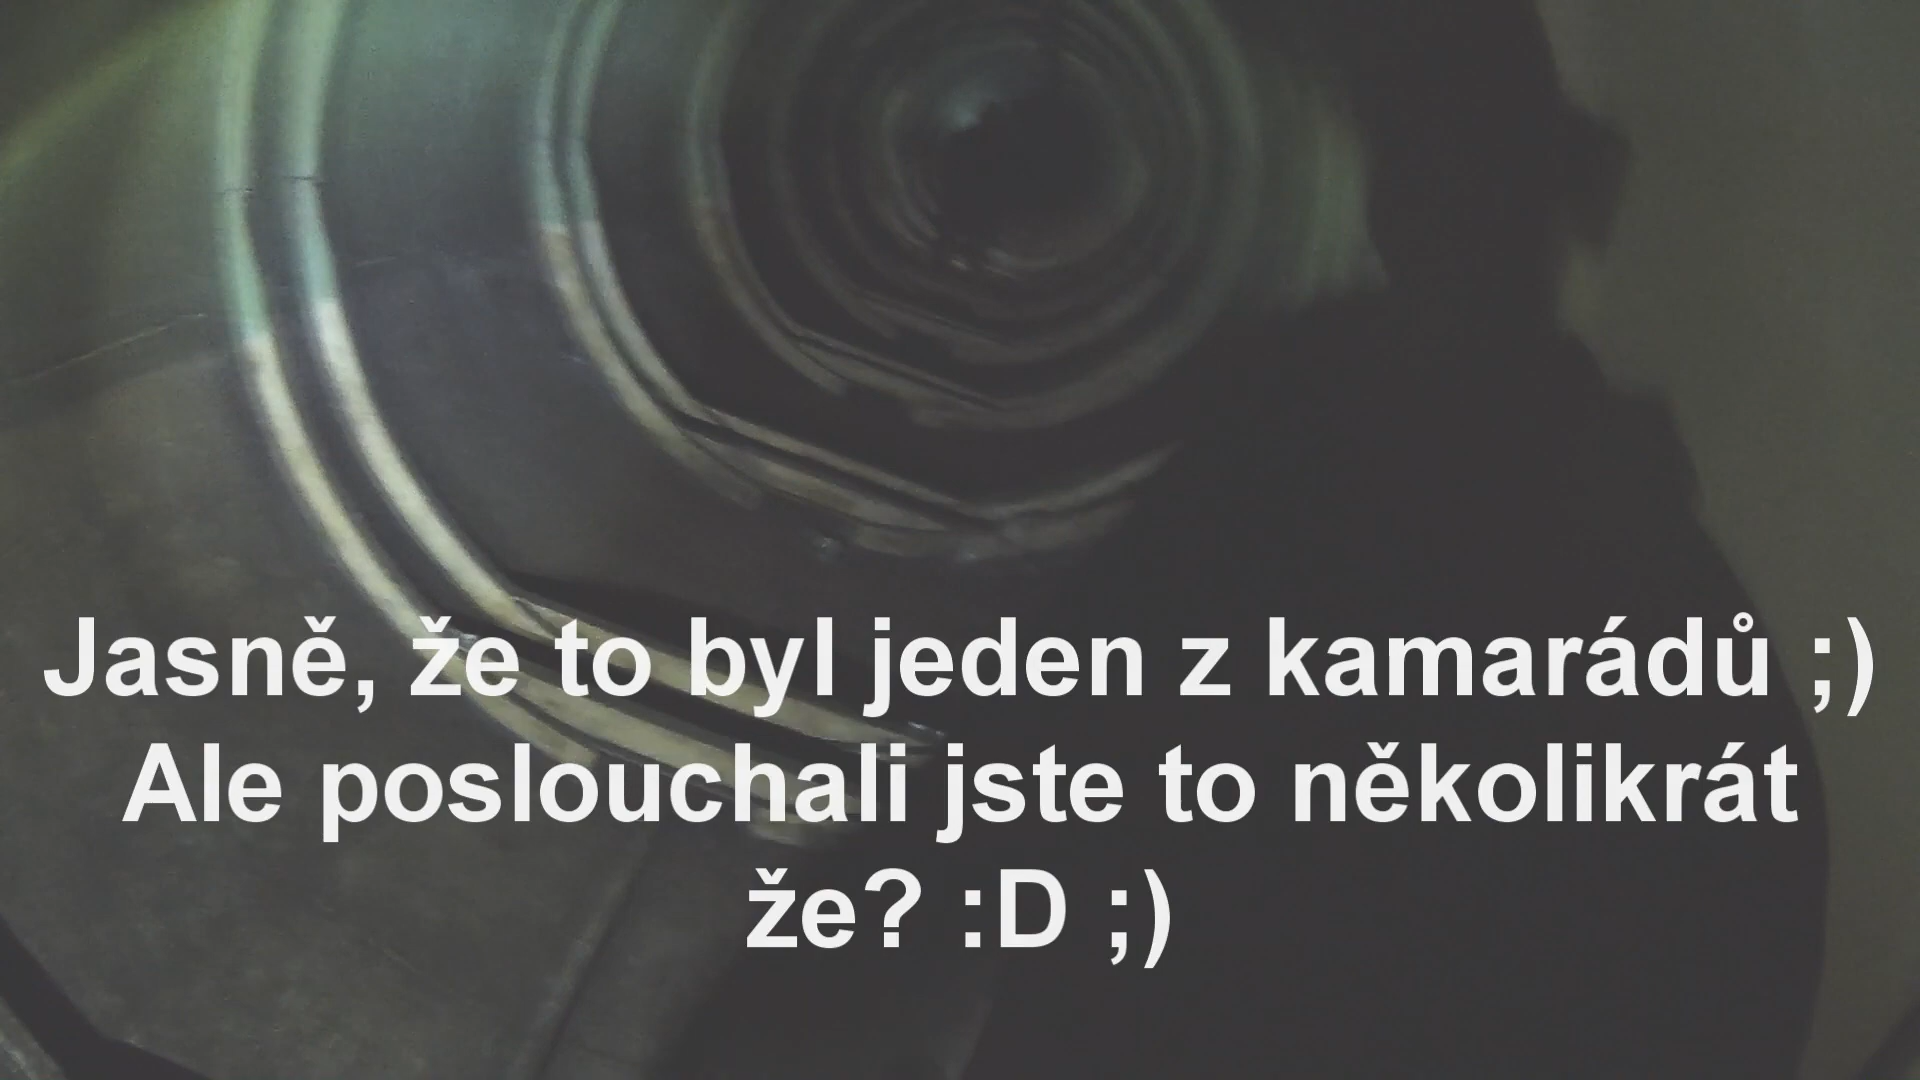 Jasně, že to byl jeden z kamarádů ;)
Ale poslouchali jste to několikrát
že? :D ;)